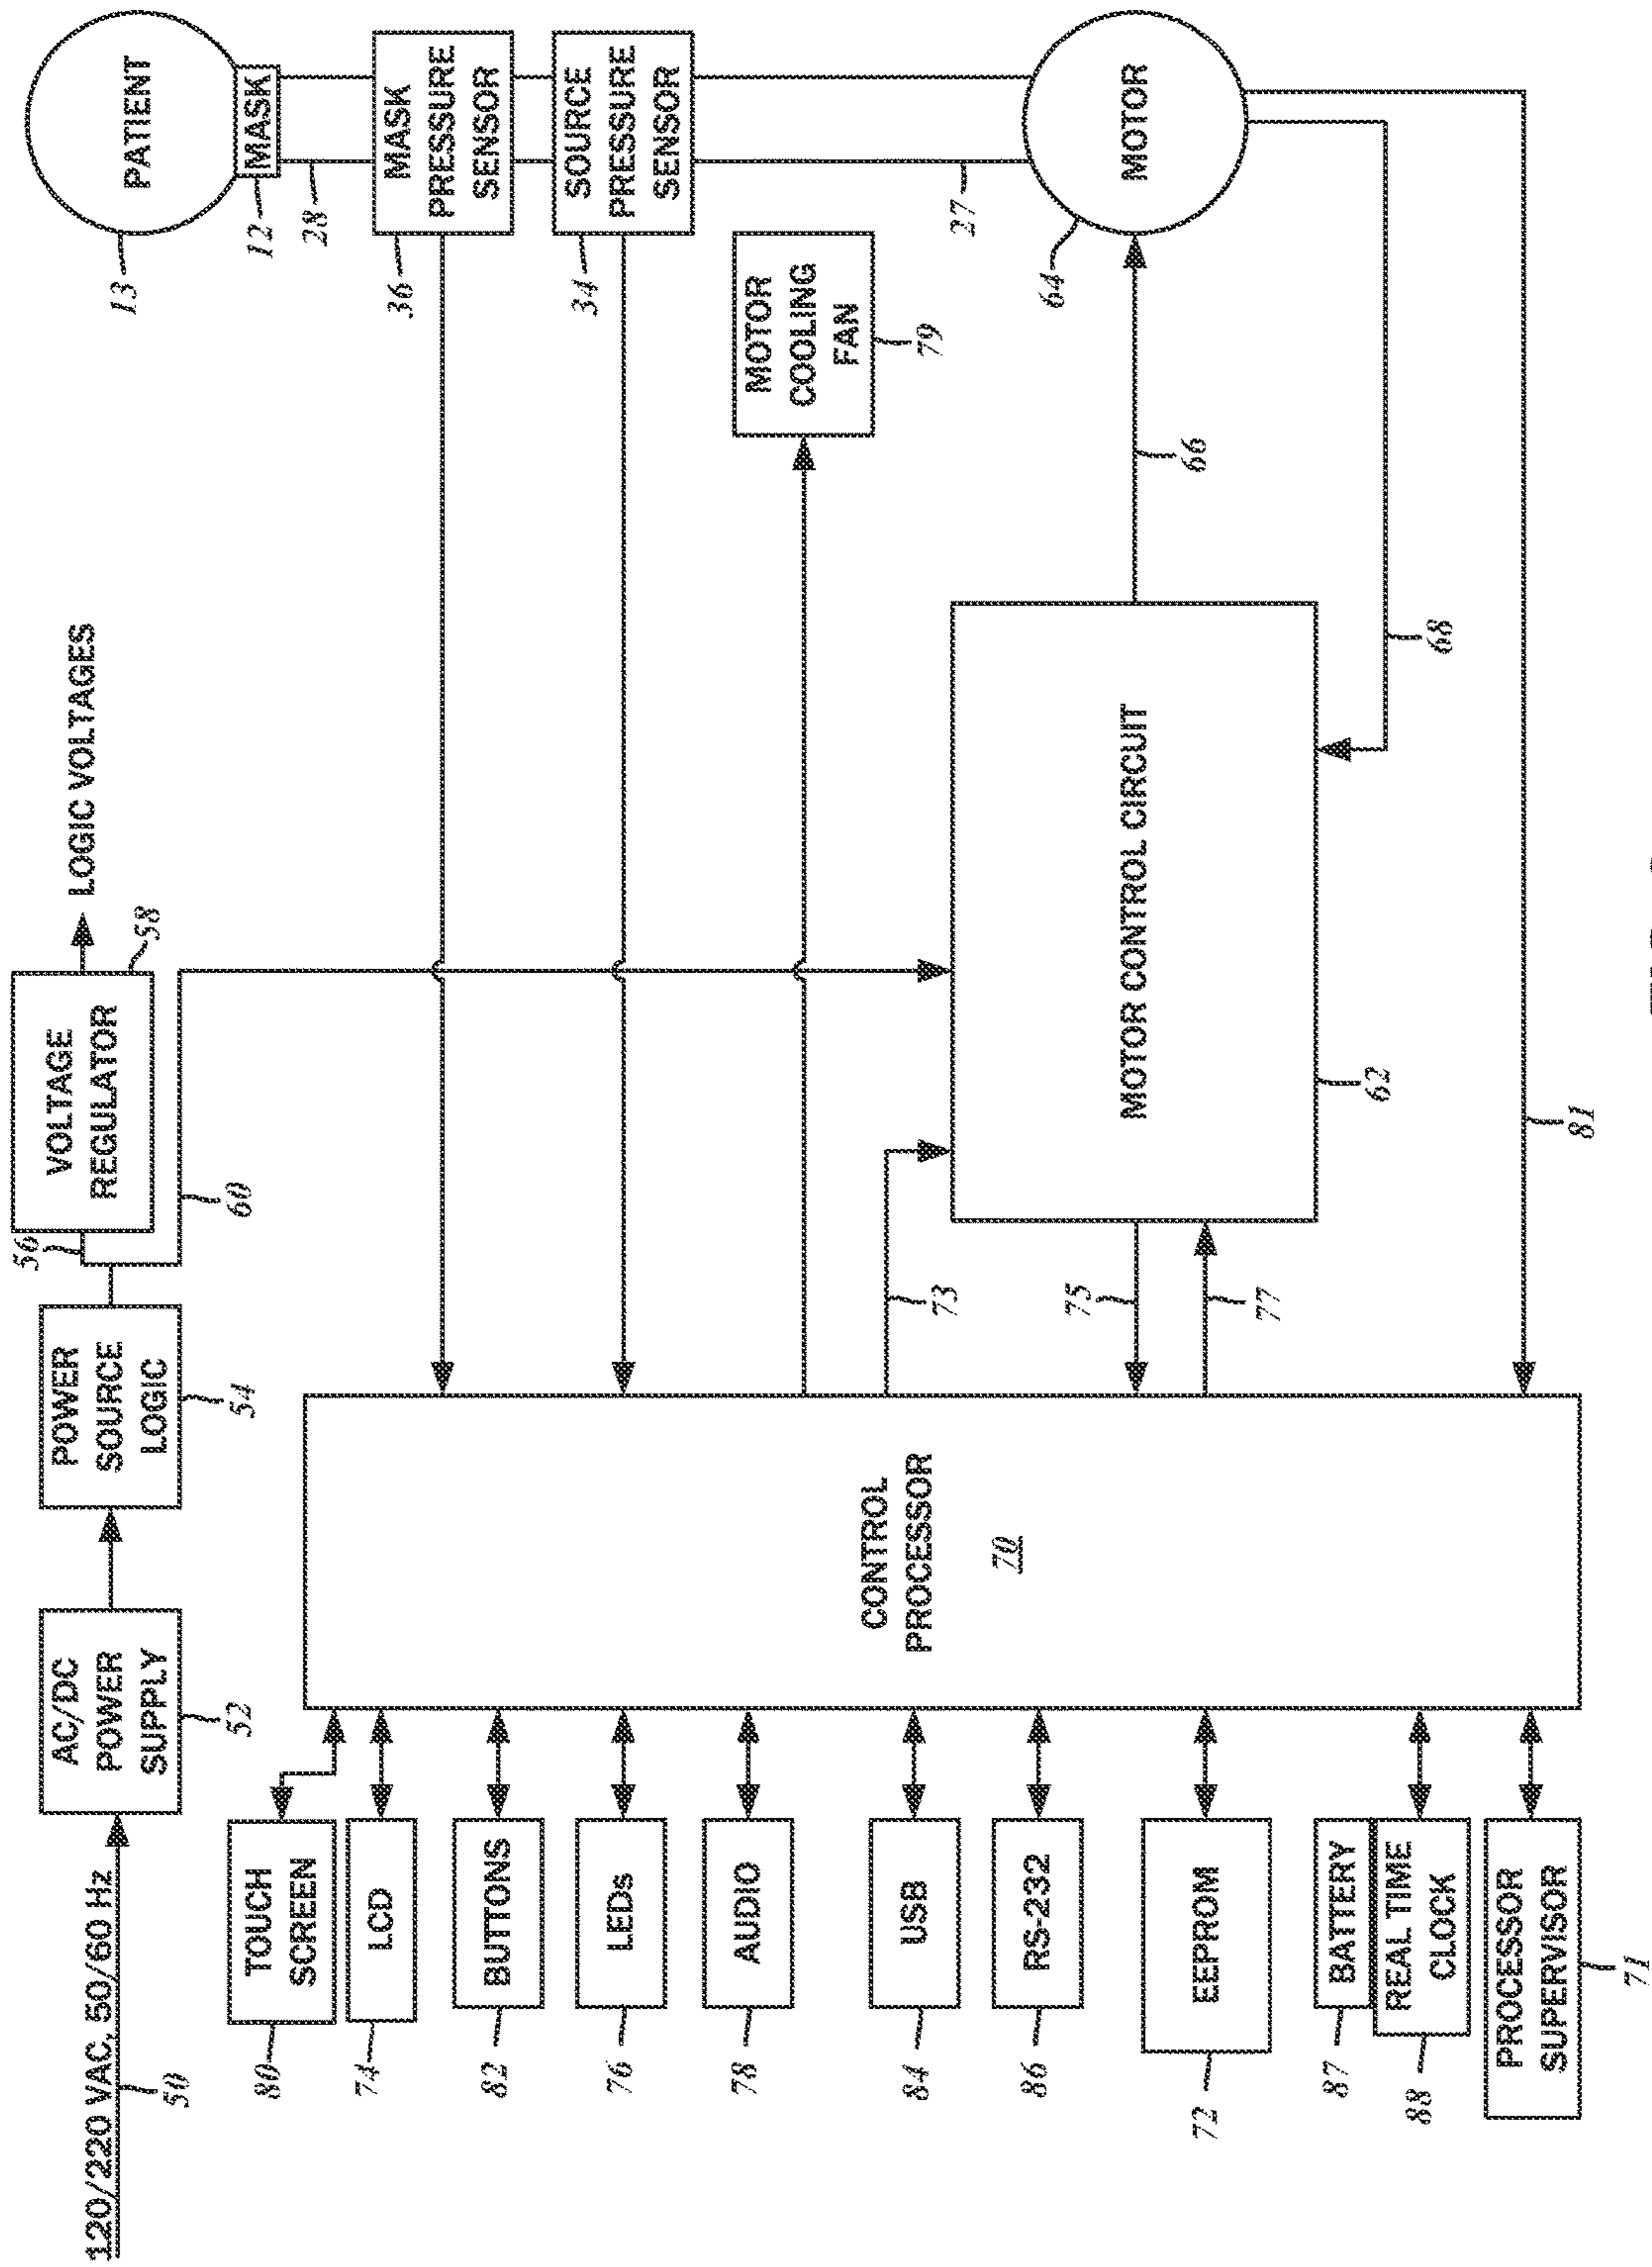 120/220 VAC, 50/60 Hz
50
AC/DC
POWER
SUPPLY
52
POWER
SOURCE
LOGIC
54
56
VOLTAGE
REGULATOR
58
LOGIC VOLTAGES
60
TOUCH
SCREEN
80
LCD
74
BUTTONS
82
LEDs
76
AUDIO
78
USB
84
RS-232
86
EEPROM
72
BATTERY
87
REAL TIME
CLOCK
88
PROCESSOR
SUPERVISOR
71
CONTROL
PROCESSOR
70
73
75
77
MOTOR CONTROL CIRCUIT
62
66
68
81
MOTOR
64
MOTOR
COOLING
FAN
79
27
SOURCE
PRESSURE
SENSOR
34
MASK
PRESSURE
SENSOR
36
28
MASK
12
PATIENT
13